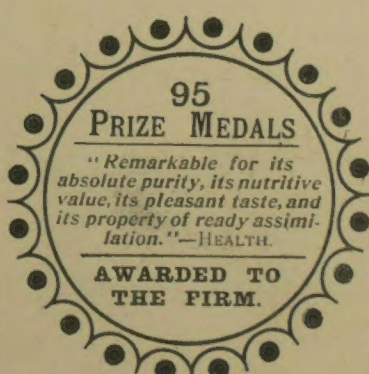 95
PRIZE MEDALS
"Remarkable for its
absolute purity, its nutritive
value, its pleasant taste, and
its property of ready assimi-
lation."—HEALTH.
AWARDED TO
THE FIRM.